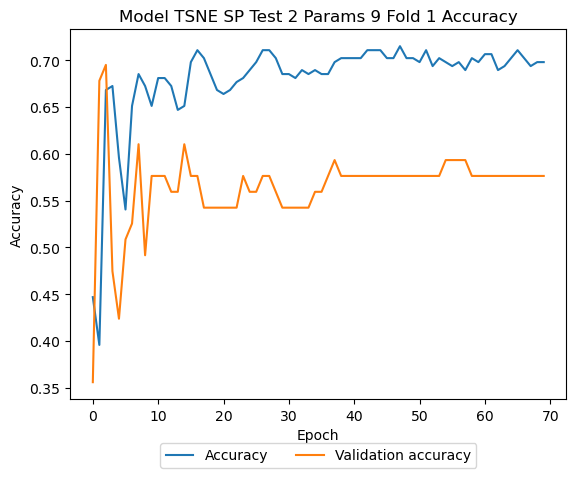 Model TSNE SP Test 2 Params 9 Fold 1 Accuracy
0.70
0.65
0.60
0.55
0.50
0.45
0.40
0.35
Accuracy
0 10 20 30 40 50 60 70
Epoch
Accuracy Validation accuracy